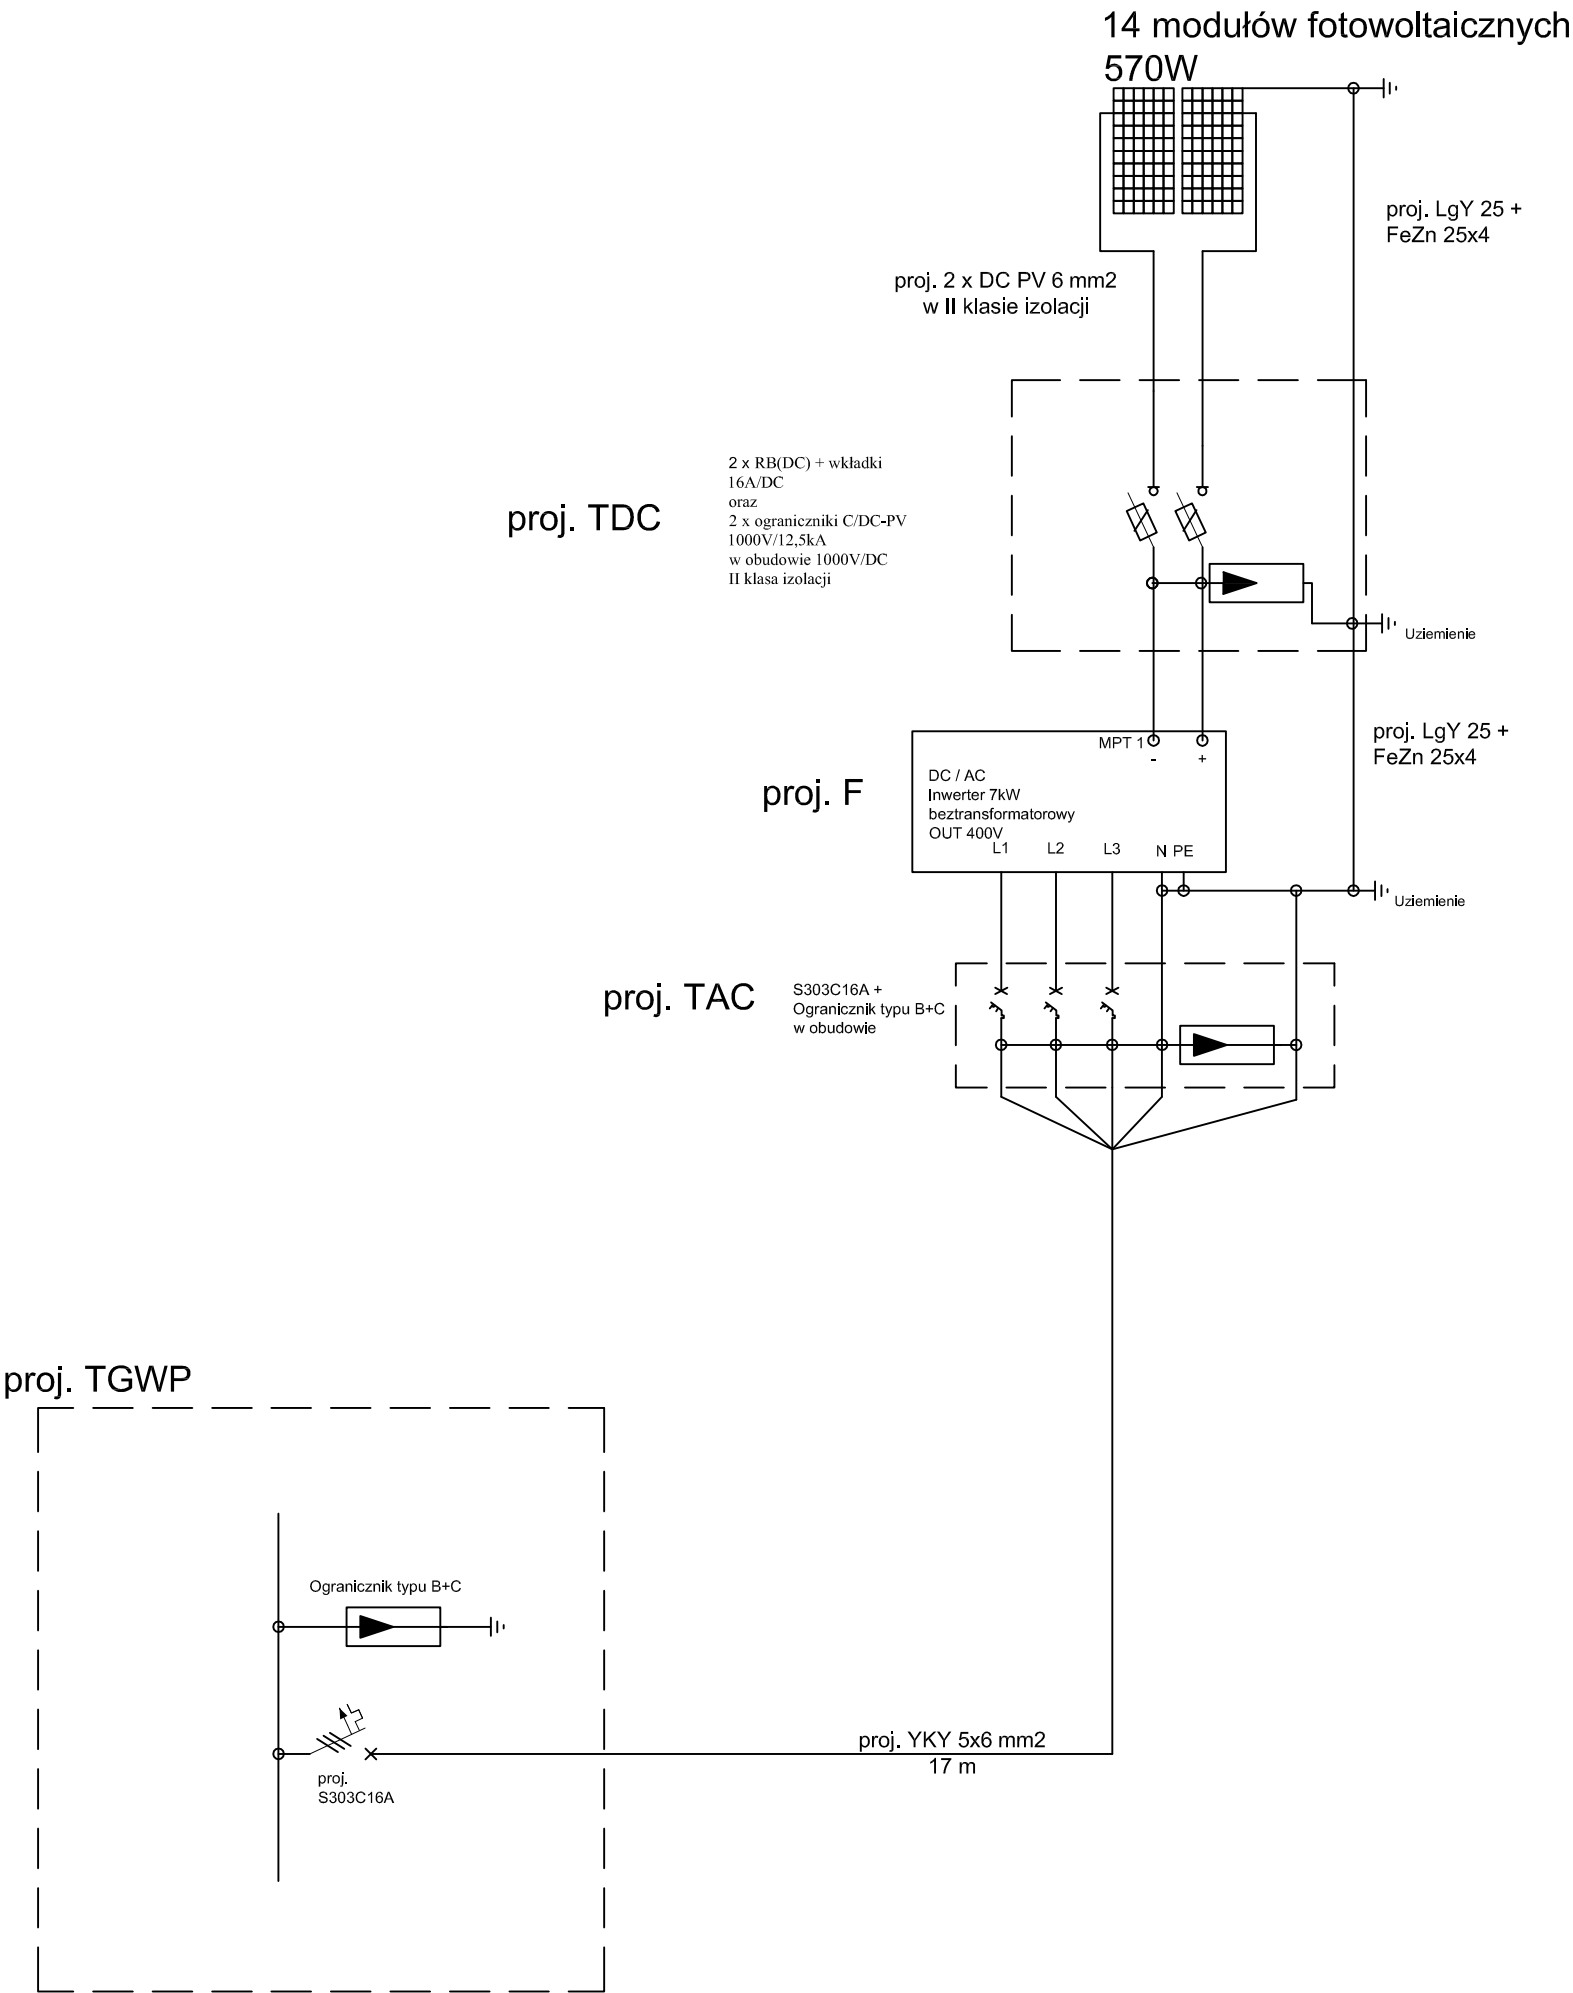 14 modułów fotowoltaicznych
570W
proj. LgY 25 +
FeZn 25x4
proj. 2 x DC PV 6 mm2
w II klasie izolacji
proj. TDC
2 x RB(DC) + wkładki
16A/DC
oraz
2 x ograniczniki C/DC-PV
1000V/12,5kA
w obudowie 1000V/DC
II klasa izolacji
Uziemienie
proj. LgY 25 +
FeZn 25x4
proj. F
MPT 1
- +
DC / AC
Inwerter 7kW
beztransformatorowy
OUT 400V
L1 L2 L3 N PE
Uziemienie
proj. TAC
S303C16A +
Ogranicznik typu B+C
w obudowie
proj. TGWP
Ogranicznik typu B+C
proj.
S303C16A
proj. YKY 5x6 mm2
17 m